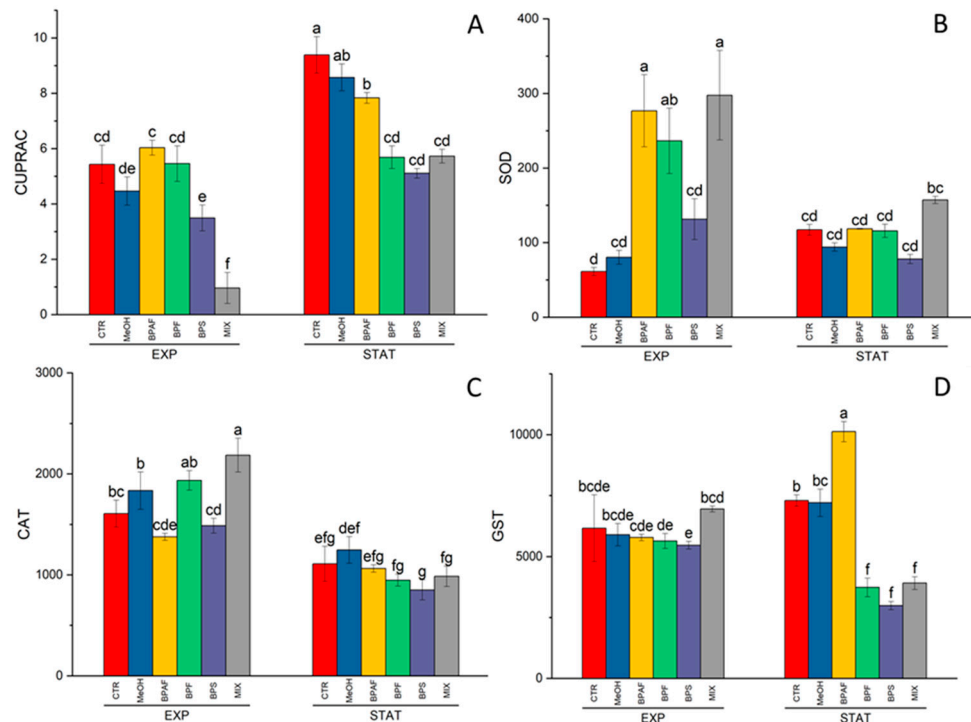 A
10
8
6
4
2
0
CUPRAC
cd de c cd e f
a ab b cd cd cd
CTR MeOH BPAF BPF BPS MIX
CTR MeOH BPAF BPF BPS MIX
EXP STAT
B
400
300
200
100
0
SOD
d cd a ab cd a
cd cd cd cd cd bc
CTR MeOH BPAF BPF BPS MIX
CTR MeOH BPAF BPF BPS MIX
EXP STAT
C
3000
2000
1000
0
CAT
bc b cde ab cd a
efg def efg fg g fg
CTR MeOH BPAF BPF BPS MIX
CTR MeOH BPAF BPF BPS MIX
EXP STAT
D
10000
5000
0
GST
bcde bcde cde de e bcd
b bc a f f f
CTR MeOH BPAF BPF BPS MIX
CTR MeOH BPAF BPF BPS MIX
EXP STAT